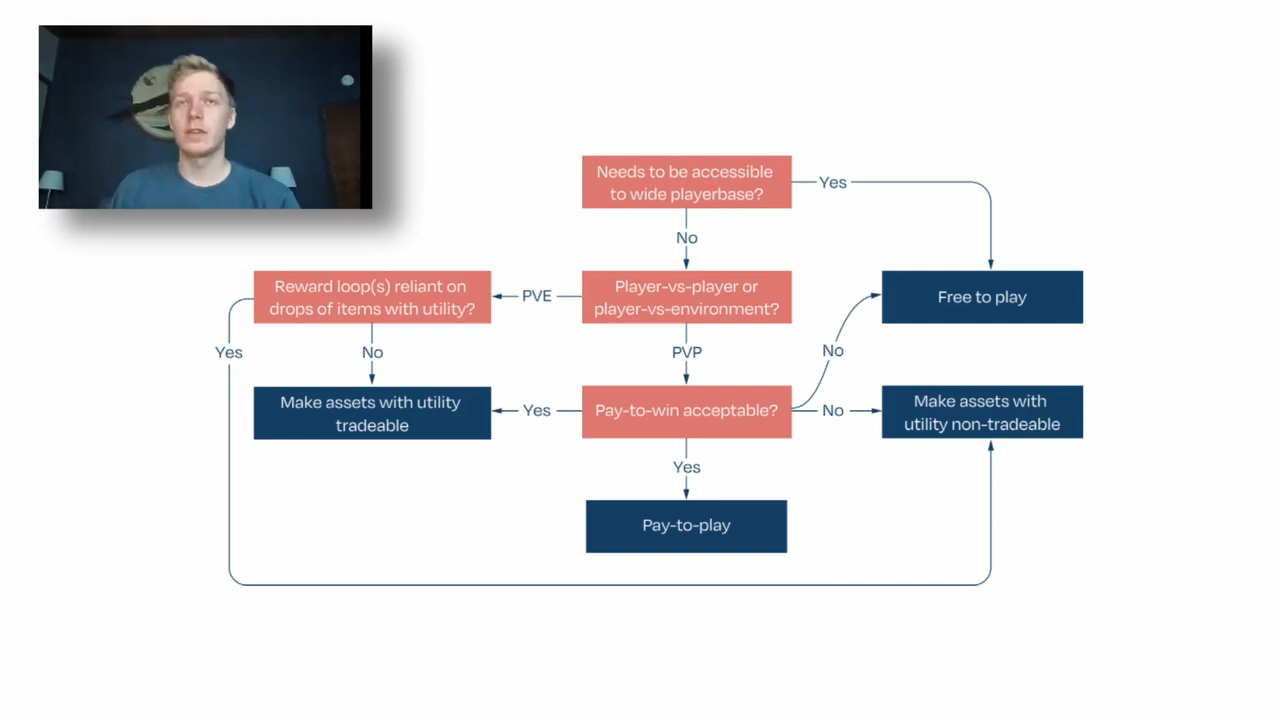 Needs to be accessible
to wide playerbase?
Yes
No
Reward loop(s) reliant on
drops of items with utility?
PVE
Player-vs-player or
player-vs-environment?
Free to play
Yes
No
PVP
No
Make assets with utility
tradeable
Yes
Pay-to-win acceptable?
No
Make assets with
utility non-tradeable
Yes
Pay-to-play